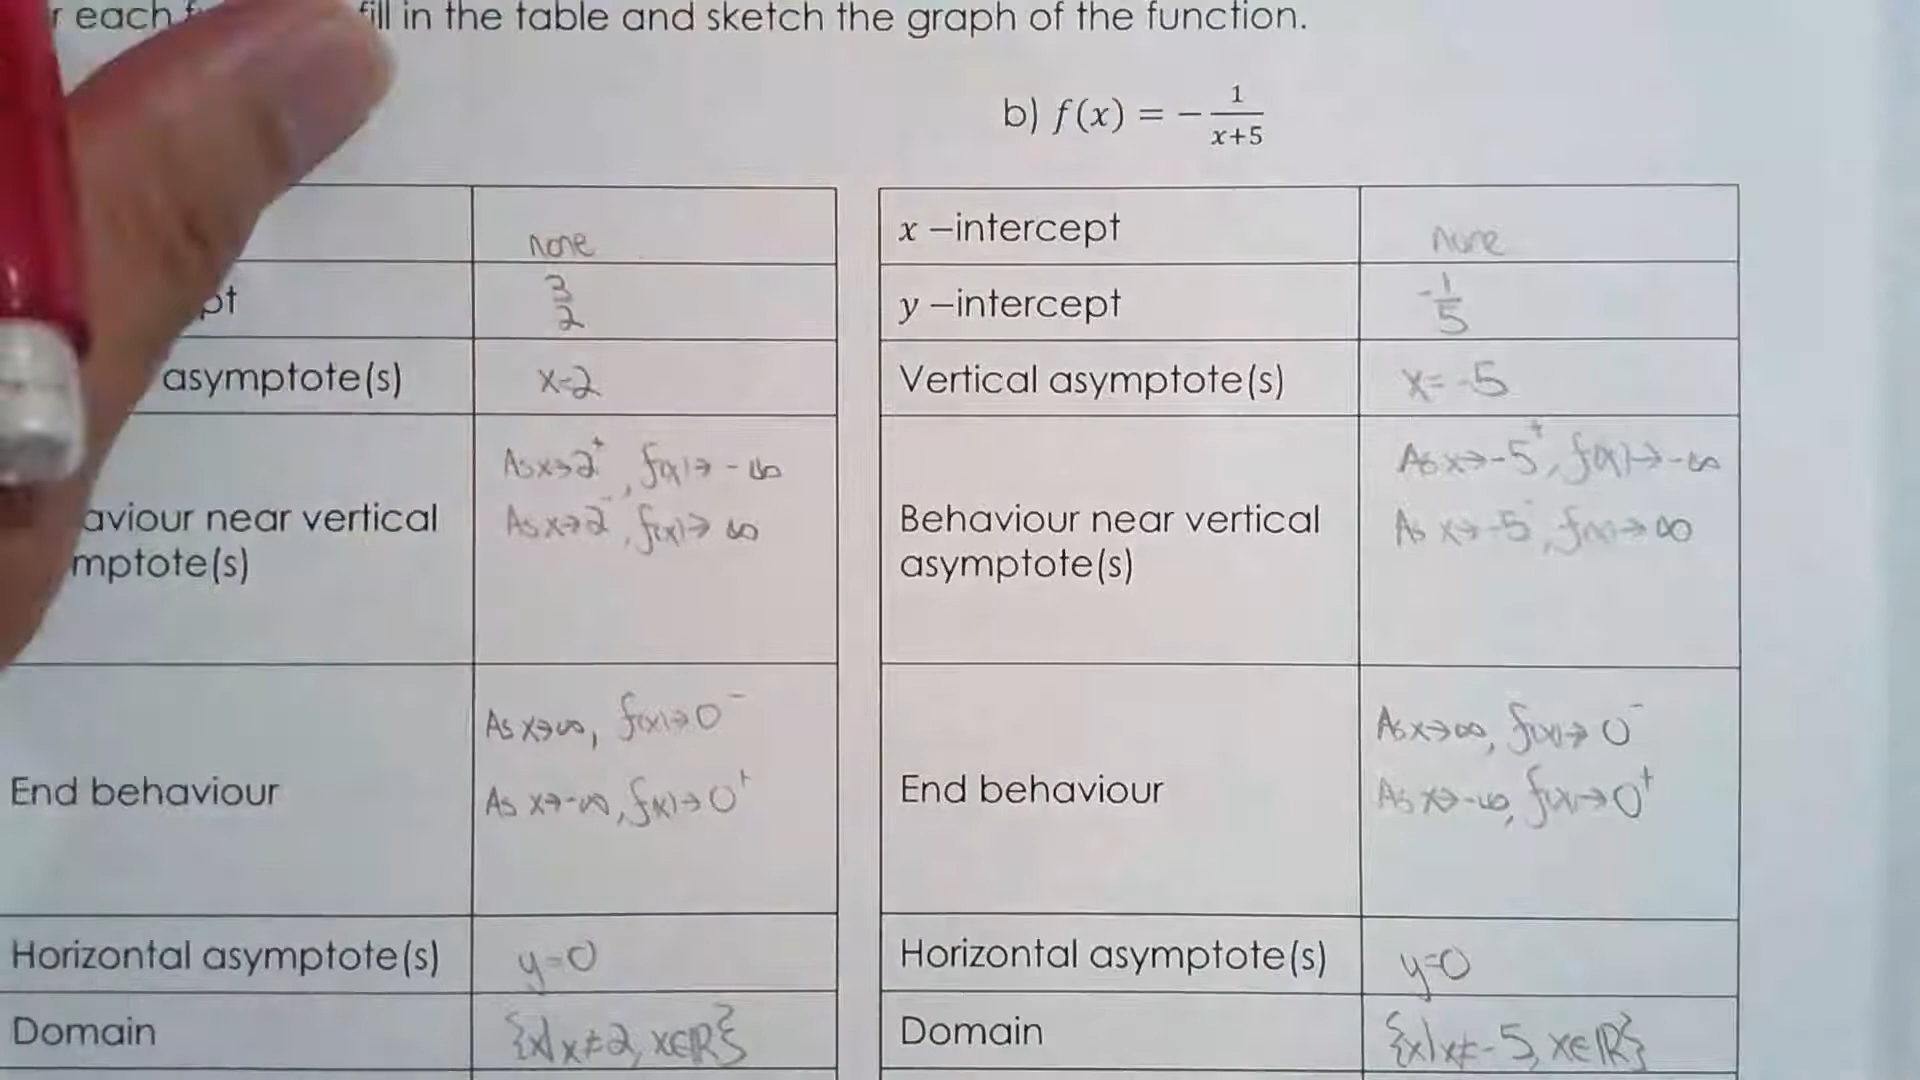 r each fill in the table and sketch the graph of the function.
b) f(x) = -1/(x+5)
none
pt 3/2
asymptote(s) x=2
aviour near vertical
mptote(s)
As x→2⁺, f(x)→-∞
As x→2⁻, f(x)→∞
End behaviour
As x→∞, f(x)→0⁻
As x→-∞, f(x)→0⁺
Horizontal asymptote(s) y=0
Domain {x|x≠2, x∈ℝ}
x –intercept none
y –intercept -1/5
Vertical asymptote(s) x=-5
Behaviour near vertical
asymptote(s)
As x→-5⁺, f(x)→-∞
As x→-5⁻, f(x)→∞
End behaviour
As x→∞, f(x)→0⁻
As x→-∞, f(x)→0⁺
Horizontal asymptote(s) y=0
Domain {x|x≠-5, x∈ℝ}